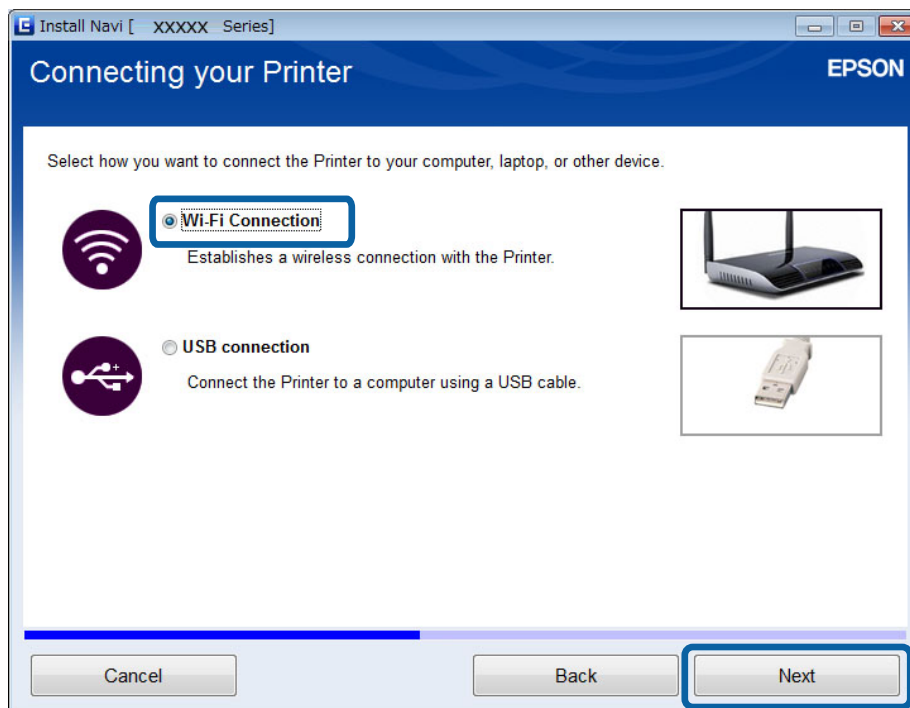 Install Navi [ XXXXX Series]
Connecting your Printer
EPSON
Select how you want to connect the Printer to your computer, laptop, or other device.
Wi-Fi Connection
Establishes a wireless connection with the Printer.
USB connection
Connect the Printer to a computer using a USB cable.
Cancel
Back
Next